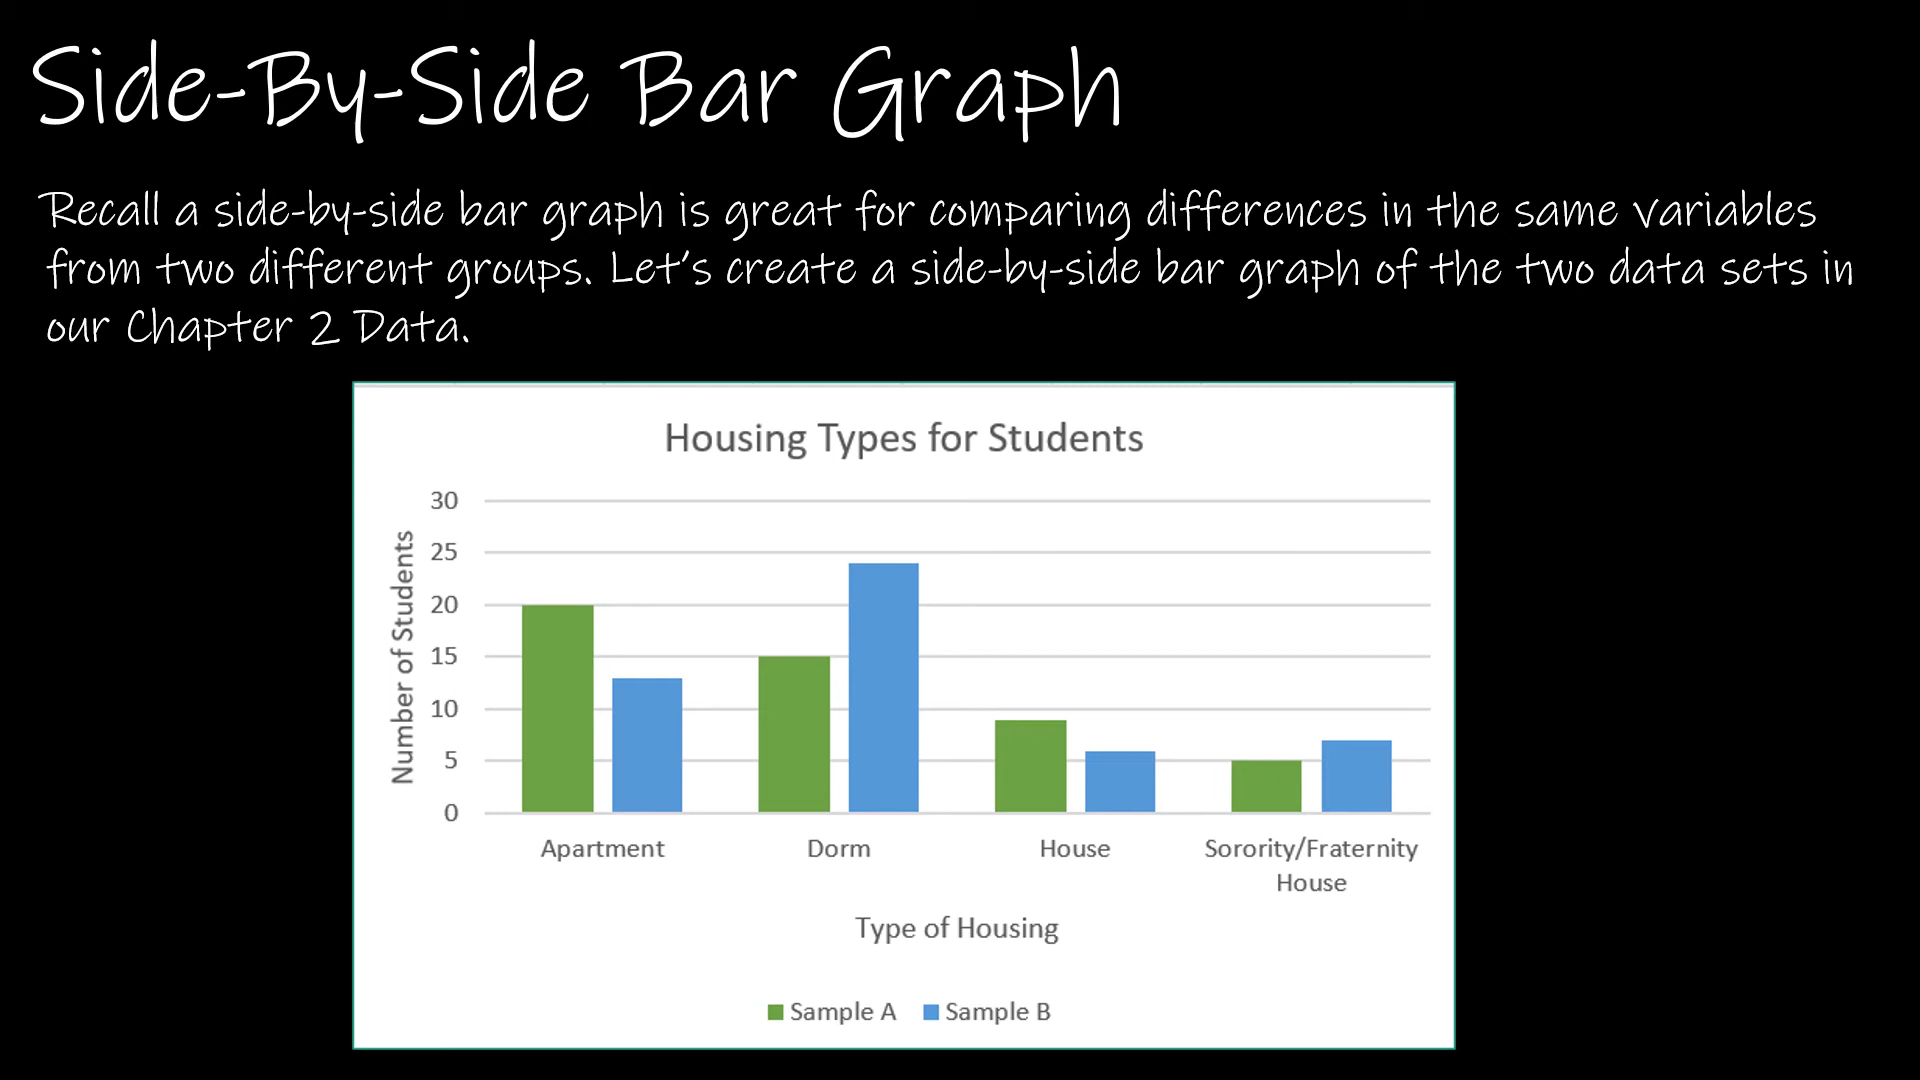 Side-By-Side Bar Graph
Recall a side-by-side bar graph is great for comparing differences in the same variables
from two different groups. Let's create a side-by-side bar graph of the two data sets in
our Chapter 2 Data.
Housing Types for Students
Number of Students
30
25
20
15
10
5
0
Apartment Dorm House Sorority/Fraternity
House
Type of Housing
Sample A Sample B